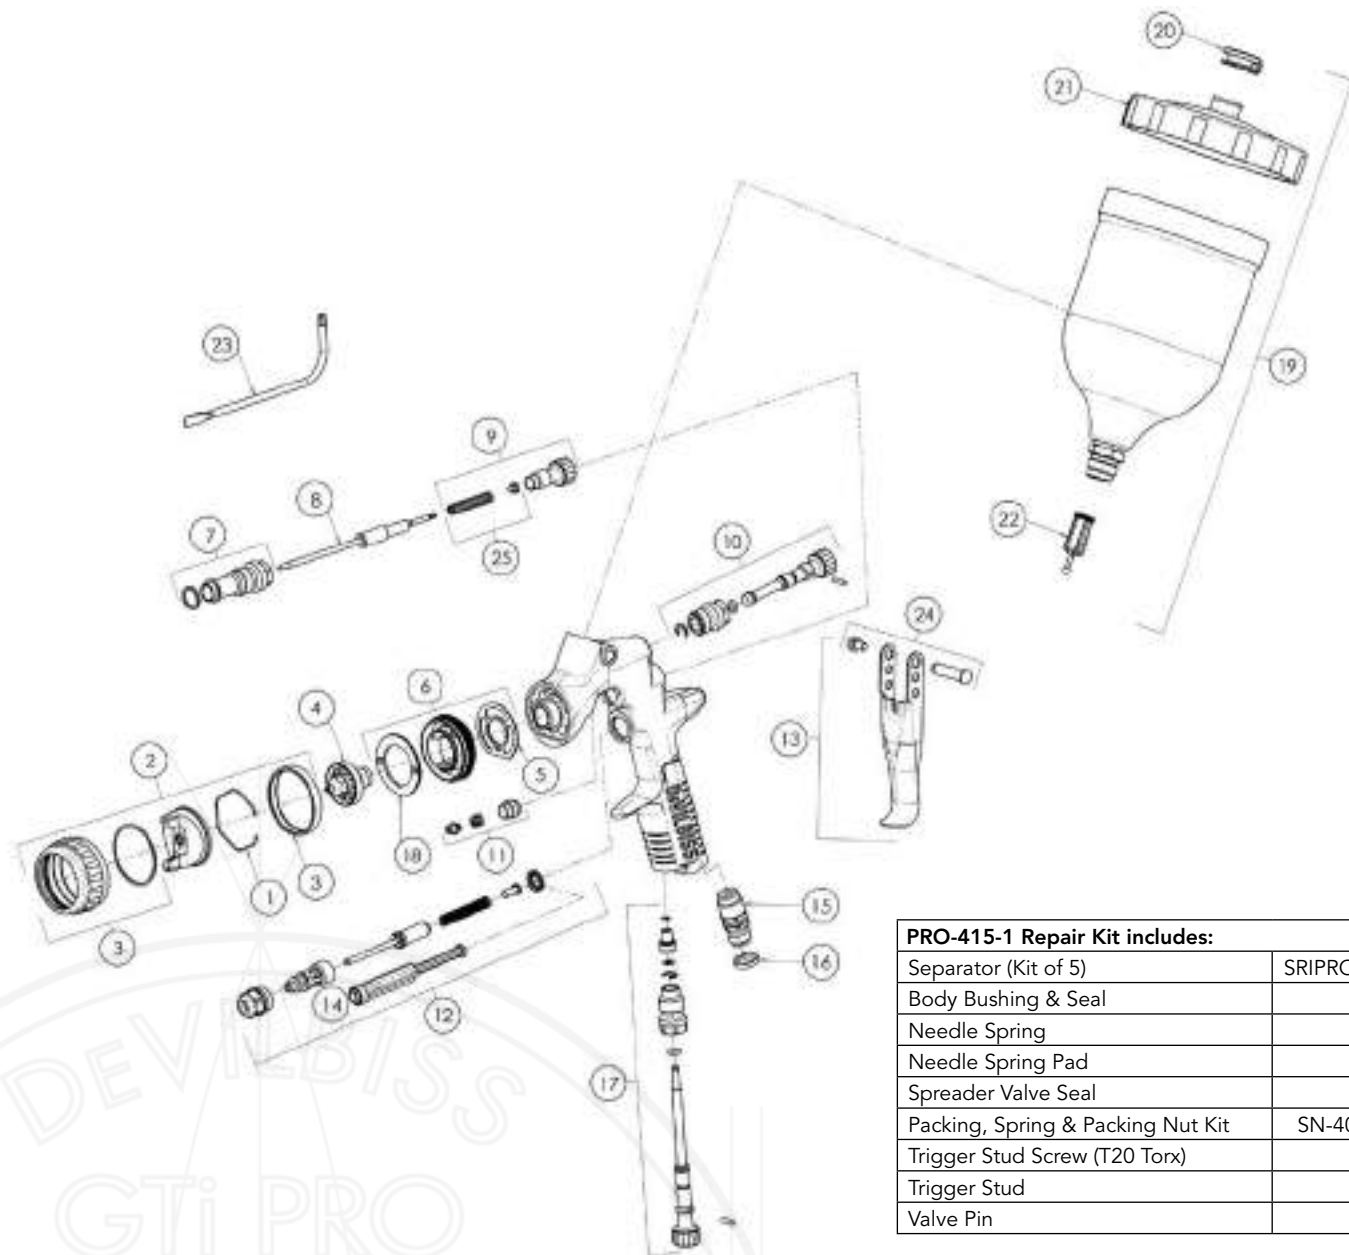 20
21
19
23
9
8
22
7
25
10
24
6
4
13
2
5
18
11
1
3
3
15
16
14
12
17
PRO-415-1 Repair Kit includes:
Separator (Kit of 5) SRIPRO
Body Bushing & Seal
Needle Spring
Needle Spring Pad
Spreader Valve Seal
Packing, Spring & Packing Nut Kit SN-40
Trigger Stud Screw (T20 Torx)
Trigger Stud
Valve Pin
DEVILBISS
GTi PRO